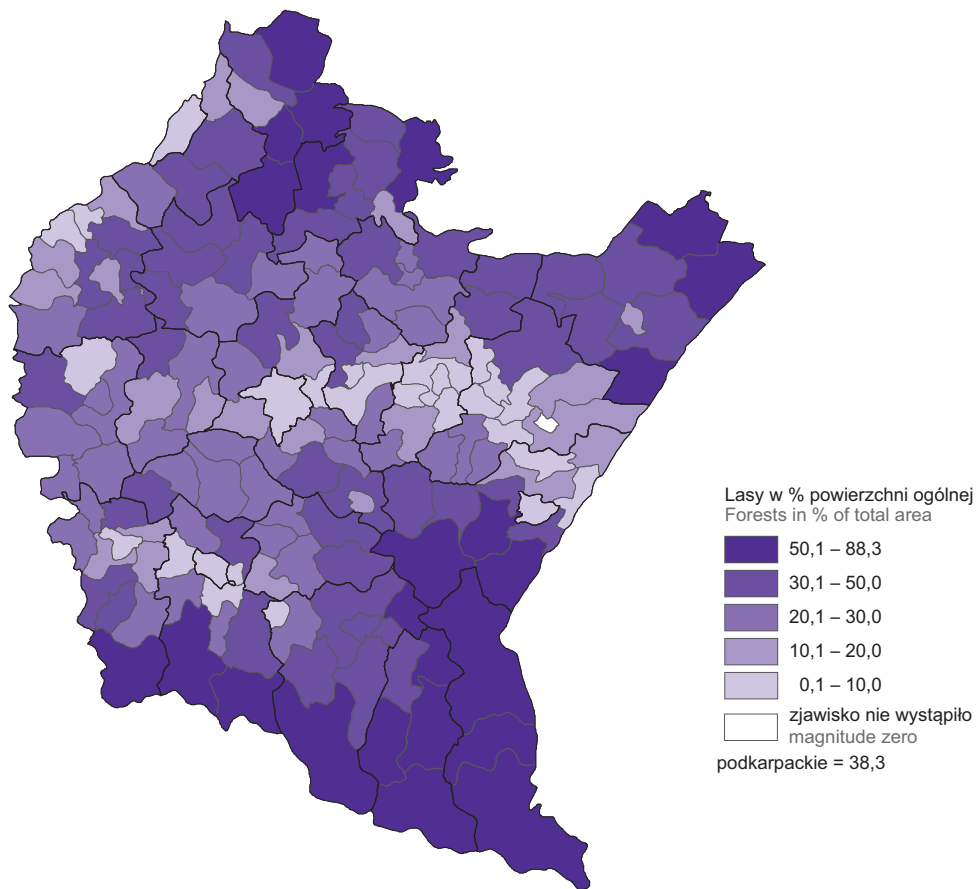 Lasy w % powierzchni ogólnej
Forests in % of total area
50,1 – 88,3
30,1 – 50,0
20,1 – 30,0
10,1 – 20,0
0,1 – 10,0
zjawisko nie wystąpiło
magnitude zero
podkarpackie = 38,3